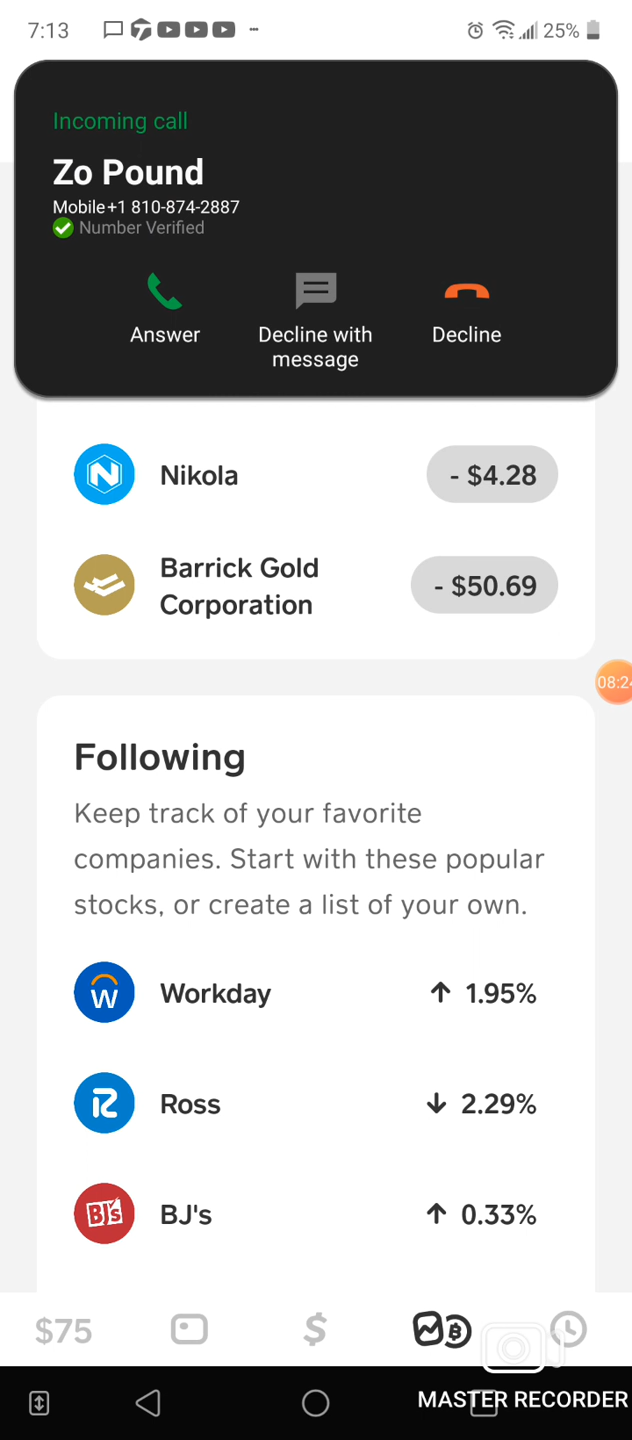 7:13
25%
Incoming call
Zo Pound
Mobile+1 810-874-2887
Number Verified
Answer
Decline with
message
Decline
Nikola
- $4.28
Barrick Gold
Corporation
- $50.69
08:24
Following
Keep track of your favorite
companies. Start with these popular
stocks, or create a list of your own.
Workday
1.95%
Ross
2.29%
BJ's
BJ's
0.33%
$75
$
MASTER RECORDER